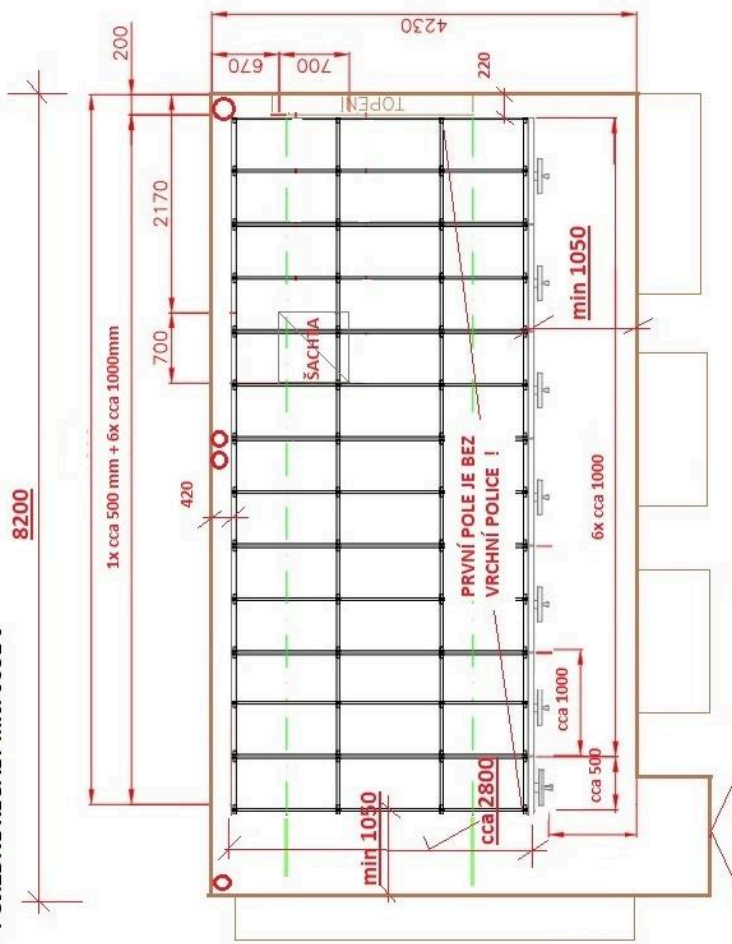 8200
200
1x cca 500 mm + 6x cca 1000mm
2170
700
670
700
4230
220
TOPENÍ
420
ŠACHTA
min 1050
PRVNÍ POLE JE BEZ
VRCHNÍ POLICE !
6x cca 1000
cca 1000
cca 500
cca 2800
min 1050